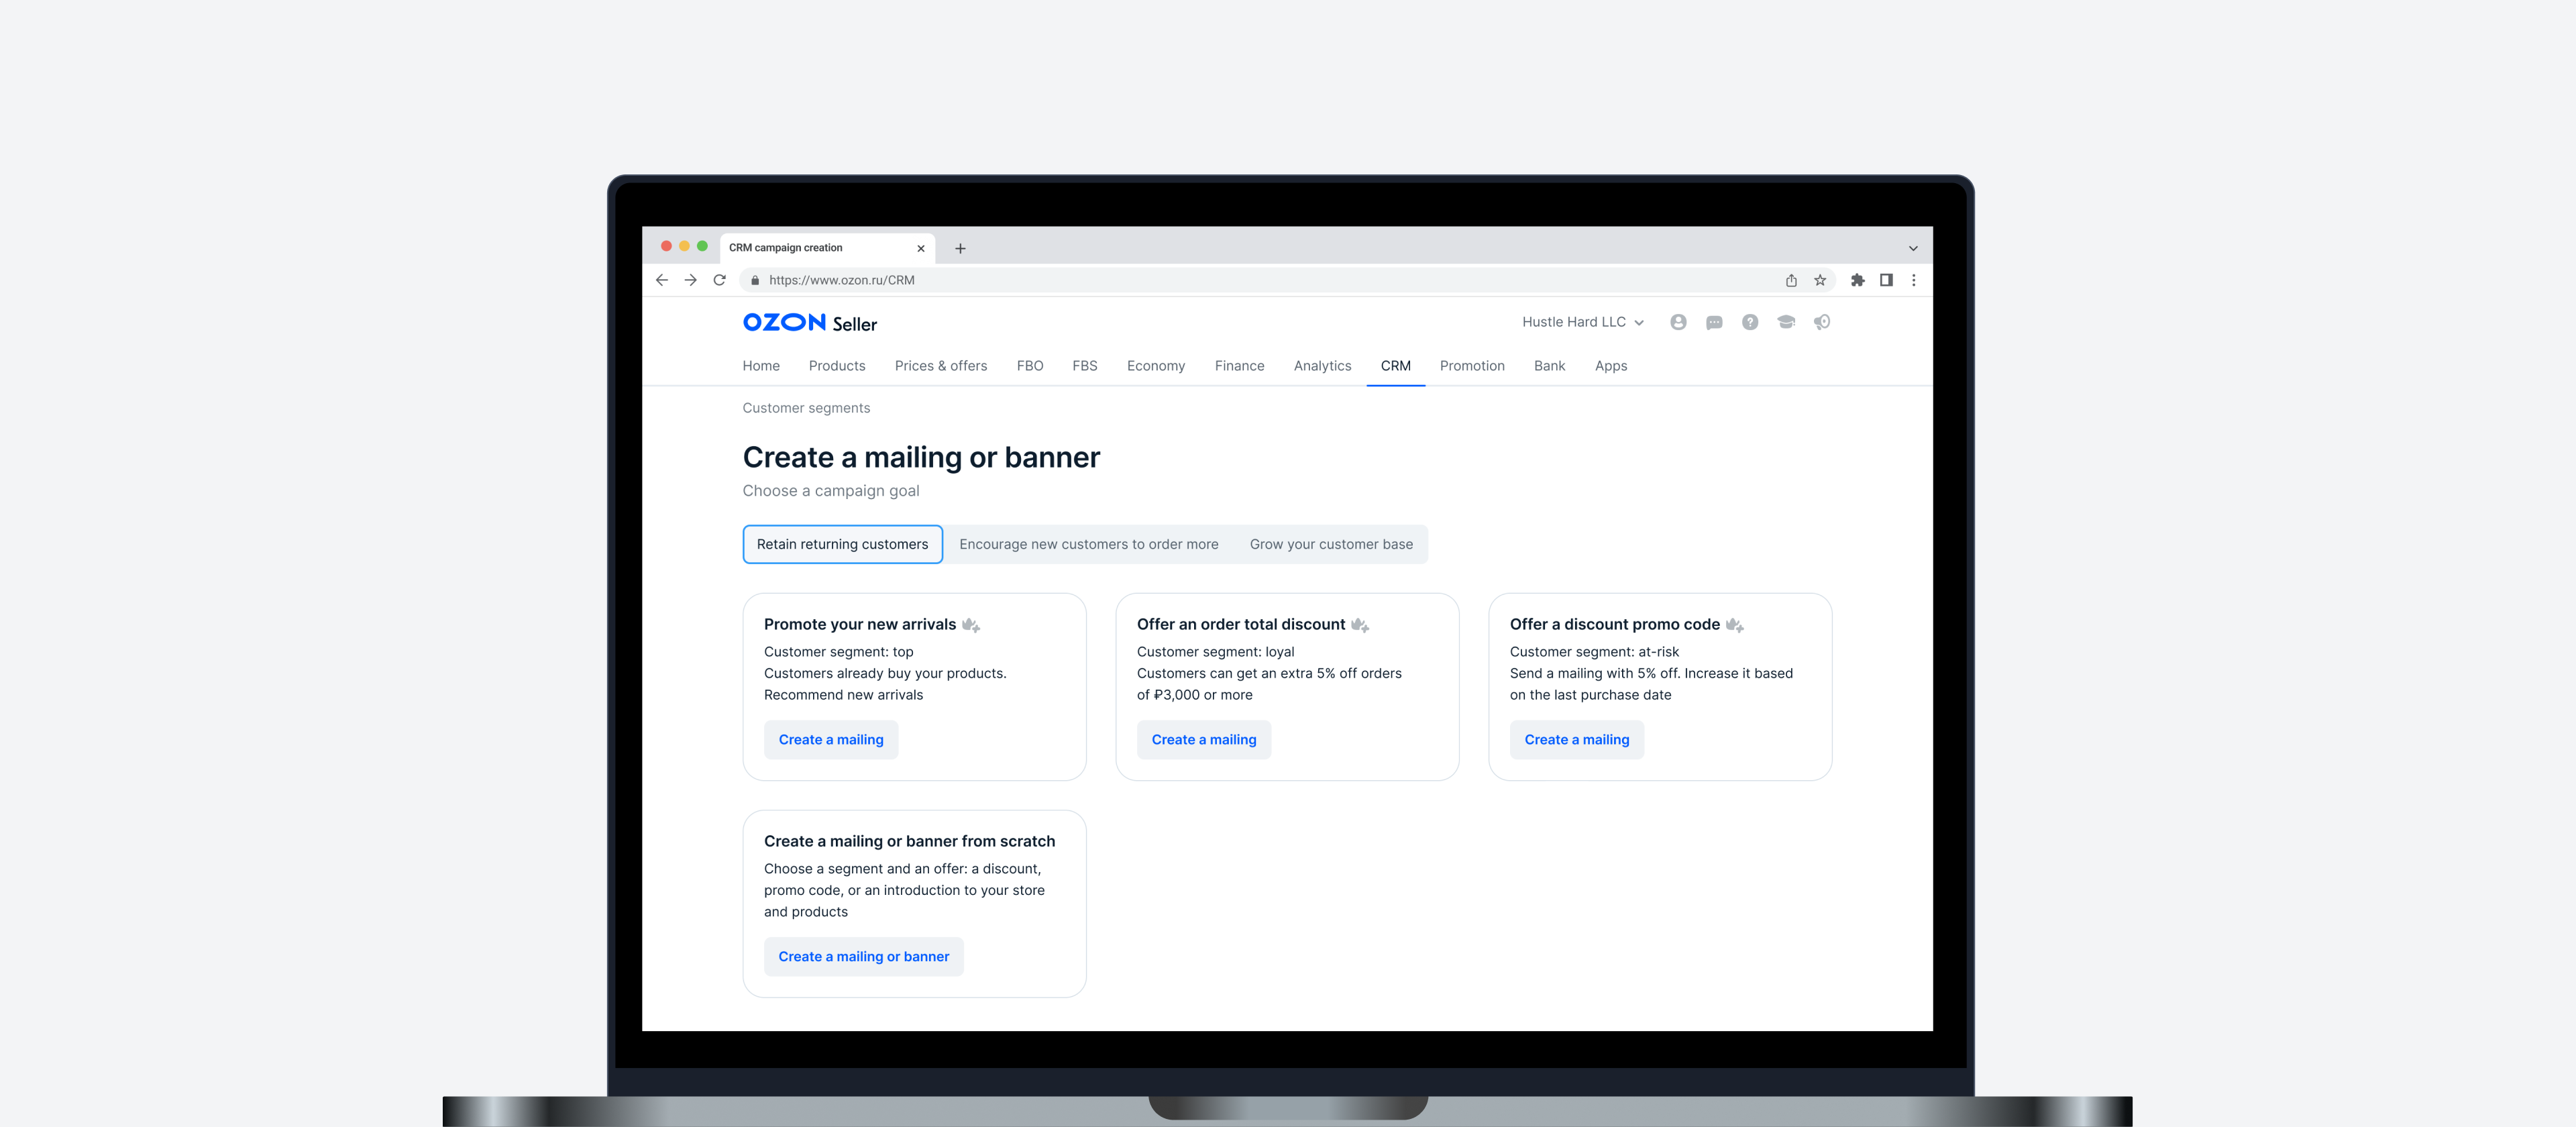 CRM campaign creation
https://www.ozon.ru/CRM
OZON Seller
Hustle Hard LLC
Home Products Prices & offers FBO FBS Economy Finance Analytics CRM Promotion Bank Apps
Customer segments
Create a mailing or banner
Choose a campaign goal
Retain returning customers Encourage new customers to order more Grow your customer base
Promote your new arrivals
Customer segment: top
Customers already buy your products.
Recommend new arrivals
Create a mailing
Offer an order total discount
Customer segment: loyal
Customers can get an extra 5% off orders
of ₽3,000 or more
Create a mailing
Offer a discount promo code
Customer segment: at-risk
Send a mailing with 5% off. Increase it based
on the last purchase date
Create a mailing
Create a mailing or banner from scratch
Choose a segment and an offer: a discount,
promo code, or an introduction to your store
and products
Create a mailing or banner